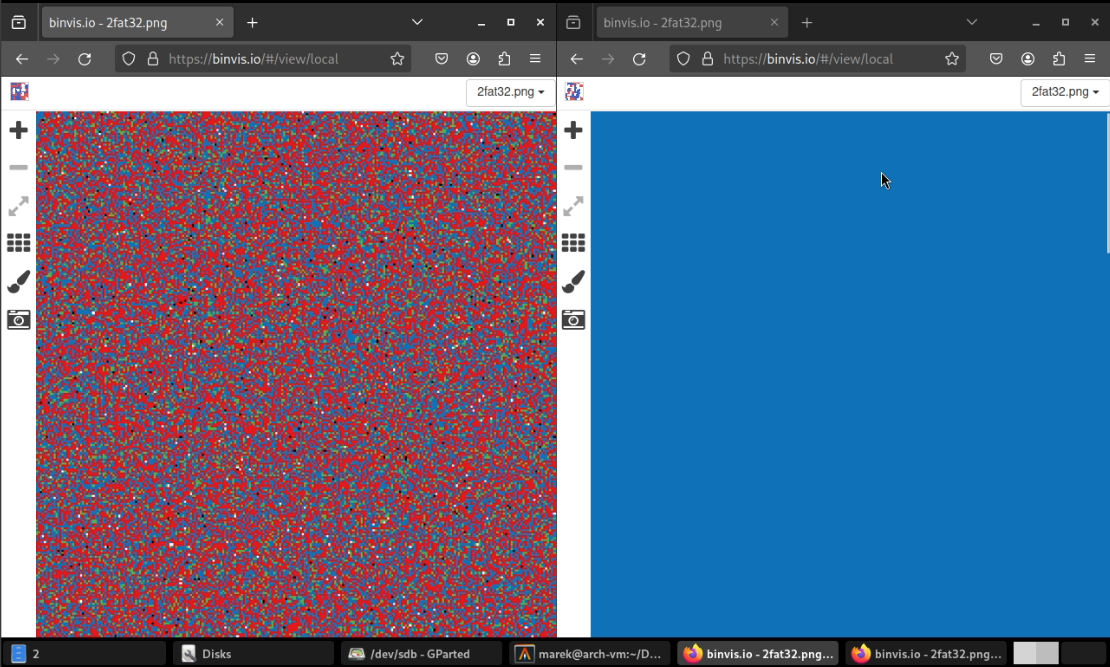 binvis.io - 2fat32.png
https://binvis.io/#/view/local
2fat32.png
binvis.io - 2fat32.png
https://binvis.io/#/view/local
2fat32.png
2
Disks
/dev/sdb - GParted
marek@arch-vm:~/D...
binvis.io - 2fat32.png...
binvis.io - 2fat32.png...